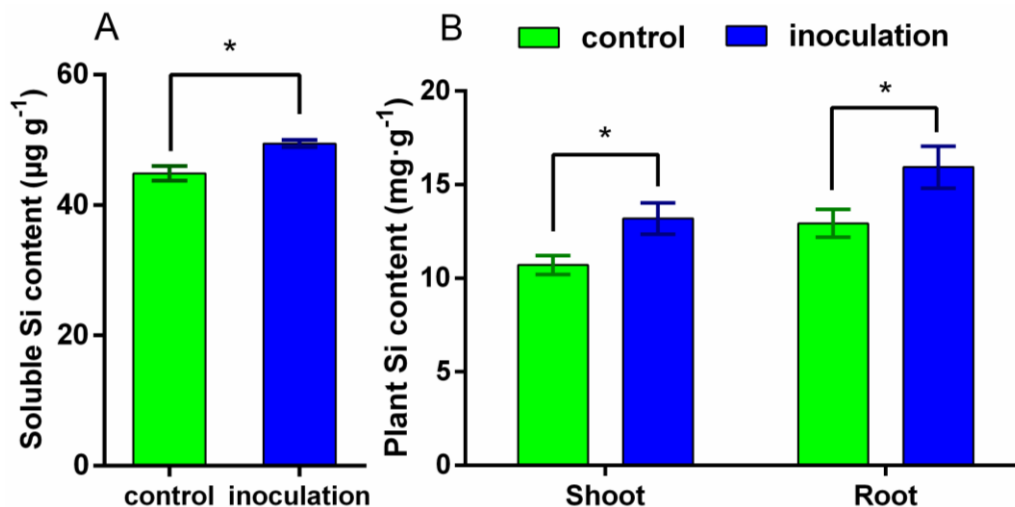 A
Soluble Si content (µg g⁻¹)
60
40
20
0
*
control inoculation
B
control inoculation
Plant Si content (mg·g⁻¹)
20
15
10
5
0
*
*
Shoot Root